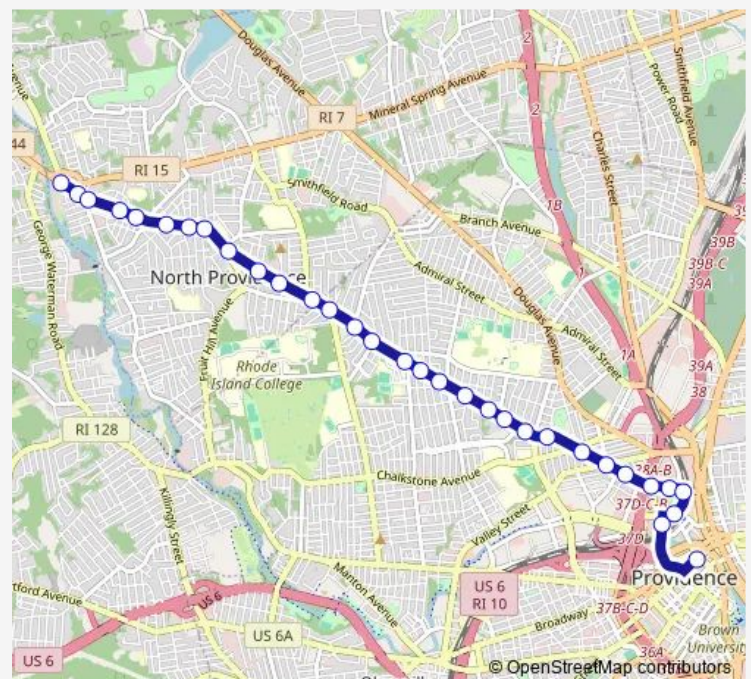 Douglas Avenue
Mineral Spring Avenue
RI 7
2
2
Smithfield Avenue
Power Road
Charles Street
44
RI 15
Smithfield Road
Branch Avenue
1B
39B
39B-C
39A
George Waterman Road
North Providence
Admiral Street
Douglas Avenue
1
Fruit Hill Avenue
Rhode
Island College
Admiral Street
1A
39A
38
RI 128
Chalkstone Avenue
38A-B
37D-C-B
Killingly Street
Valley Street
37D
Providence
Manton Avenue
US 6
RI 10
US 6
37B-C-D
Broadway
Brown
US 6A
US 6
36A
© OpenStreetMap contributors